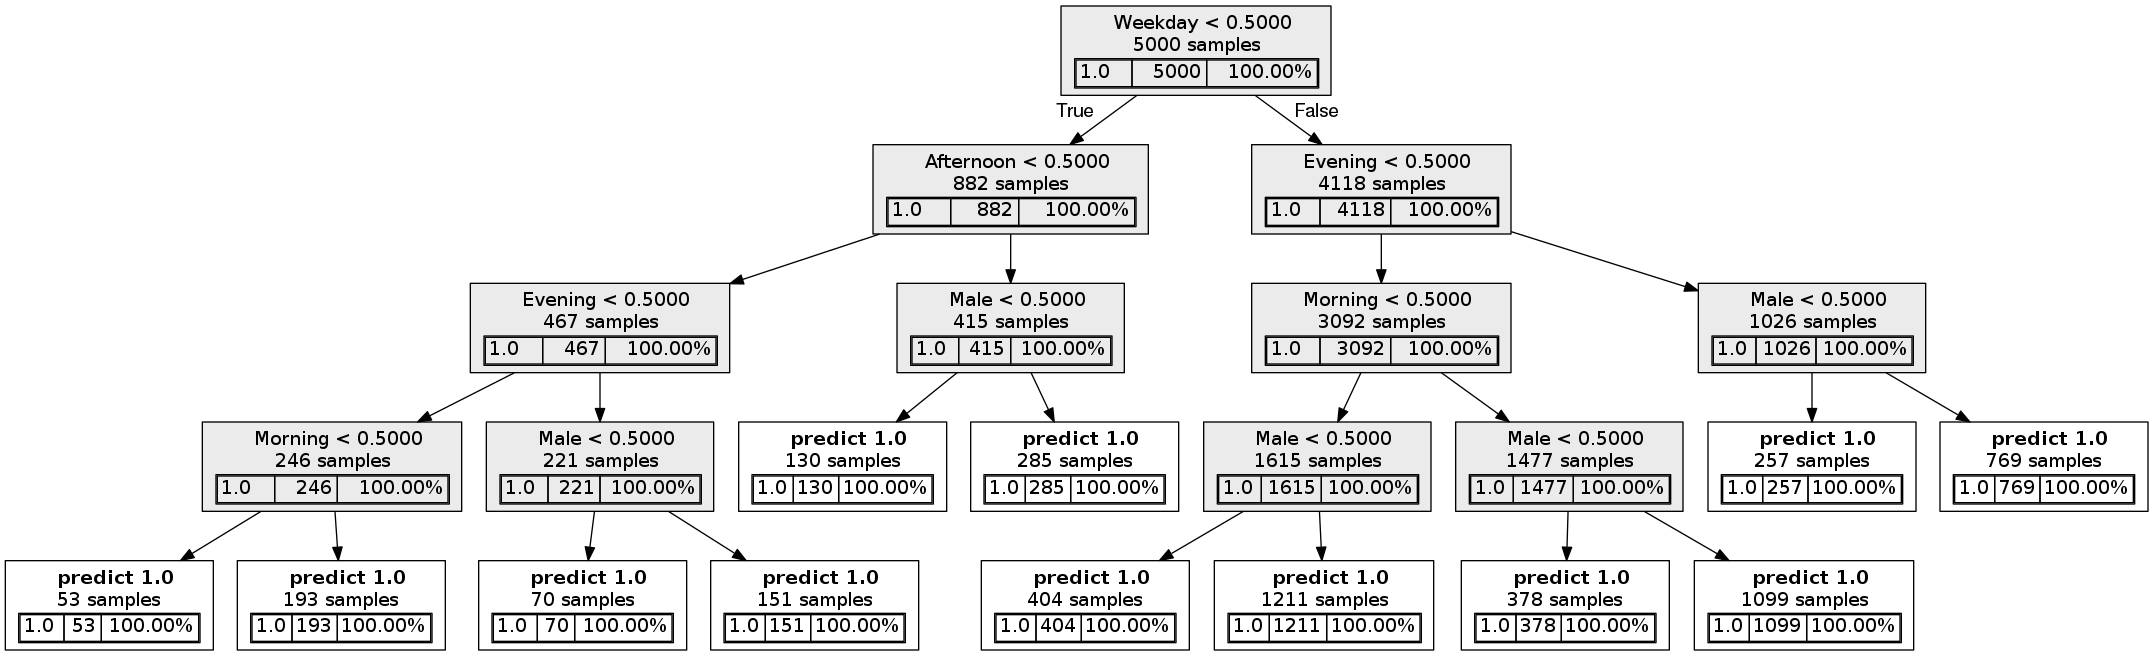 Weekday < 0.5000
5000 samples
1.0 5000 100.00%
True False
Afternoon < 0.5000
882 samples
1.0 882 100.00%
Evening < 0.5000
4118 samples
1.0 4118 100.00%
Evening < 0.5000
467 samples
1.0 467 100.00%
Male < 0.5000
415 samples
1.0 415 100.00%
Morning < 0.5000
3092 samples
1.0 3092 100.00%
Male < 0.5000
1026 samples
1.0 1026 100.00%
Morning < 0.5000
246 samples
1.0 246 100.00%
Male < 0.5000
221 samples
1.0 221 100.00%
predict 1.0
130 samples
1.0 130 100.00%
predict 1.0
285 samples
1.0 285 100.00%
Male < 0.5000
1615 samples
1.0 1615 100.00%
Male < 0.5000
1477 samples
1.0 1477 100.00%
predict 1.0
257 samples
1.0 257 100.00%
predict 1.0
769 samples
1.0 769 100.00%
predict 1.0
53 samples
1.0 53 100.00%
predict 1.0
193 samples
1.0 193 100.00%
predict 1.0
70 samples
1.0 70 100.00%
predict 1.0
151 samples
1.0 151 100.00%
predict 1.0
404 samples
1.0 404 100.00%
predict 1.0
1211 samples
1.0 1211 100.00%
predict 1.0
378 samples
1.0 378 100.00%
predict 1.0
1099 samples
1.0 1099 100.00%